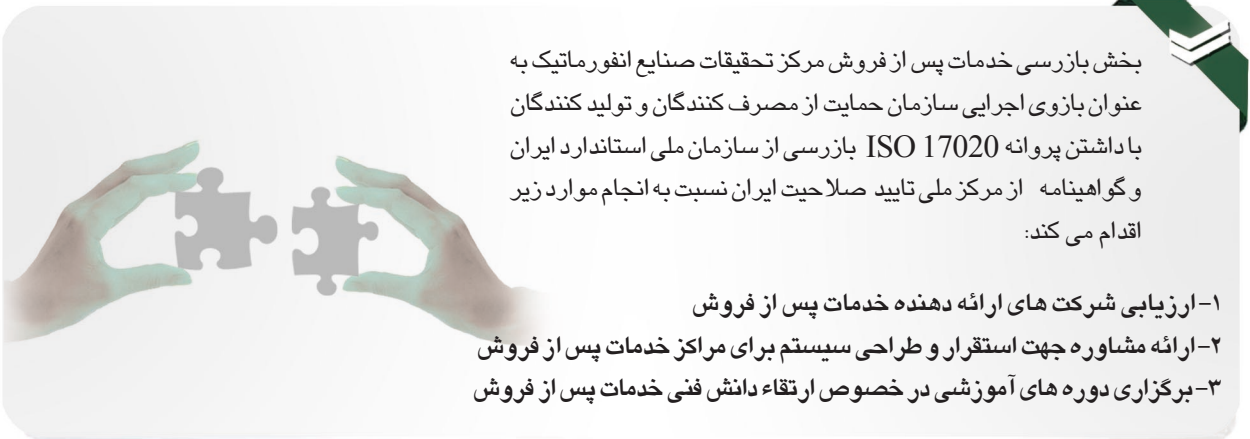 بخش بازرسی خدمات پس از فروش مرکز تحقیقات صنایع انفورماتیک به
عنوان بازوی اجرایی سازمان حمایت از مصرف کنندگان و تولید کنندگان
با داشتن پروانه ISO 17020 بازرسی از سازمان ملی استاندارد ایران
و گواهینامه از مرکز ملی تایید صلاحیت ایران نسبت به انجام موارد زیر
اقدام می کند:
۱-ارزیابی شرکت های ارائه دهنده خدمات پس از فروش
۲-ارائه مشاوره جهت استقرار و طراحی سیستم برای مراکز خدمات پس از فروش
۳-برگزاری دوره های آموزشی در خصوص ارتقاء دانش فنی خدمات پس از فروش